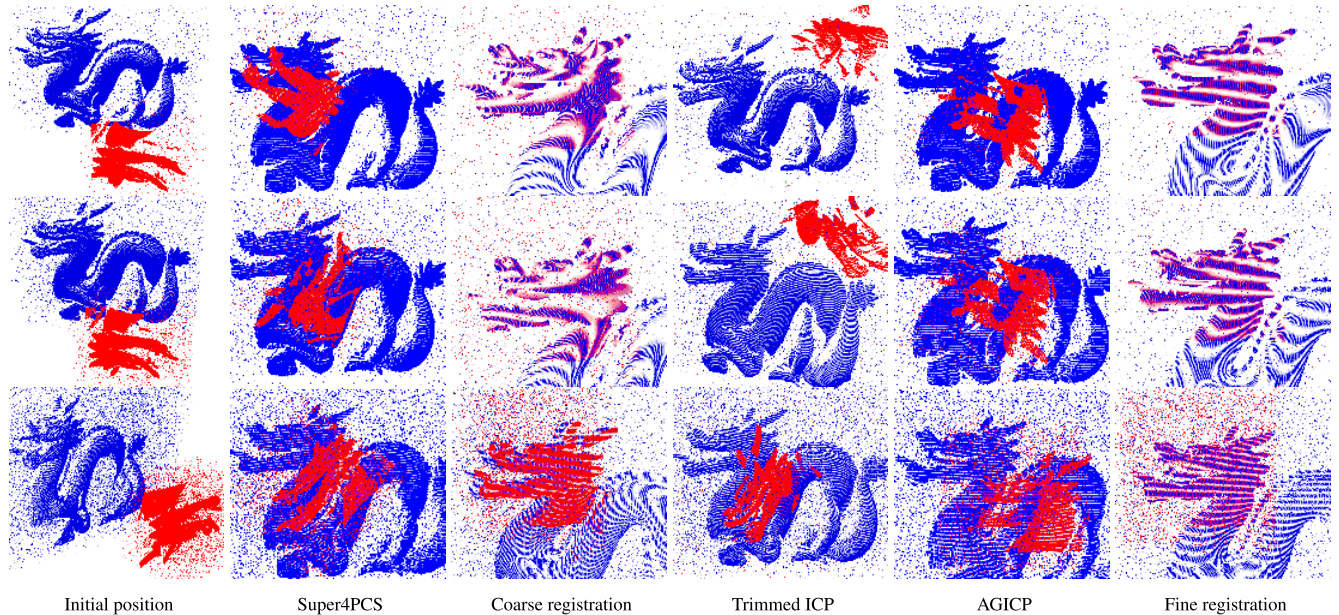 Initial position
Super4PCS
Coarse registration
Trimmed ICP
AGICP
Fine registration